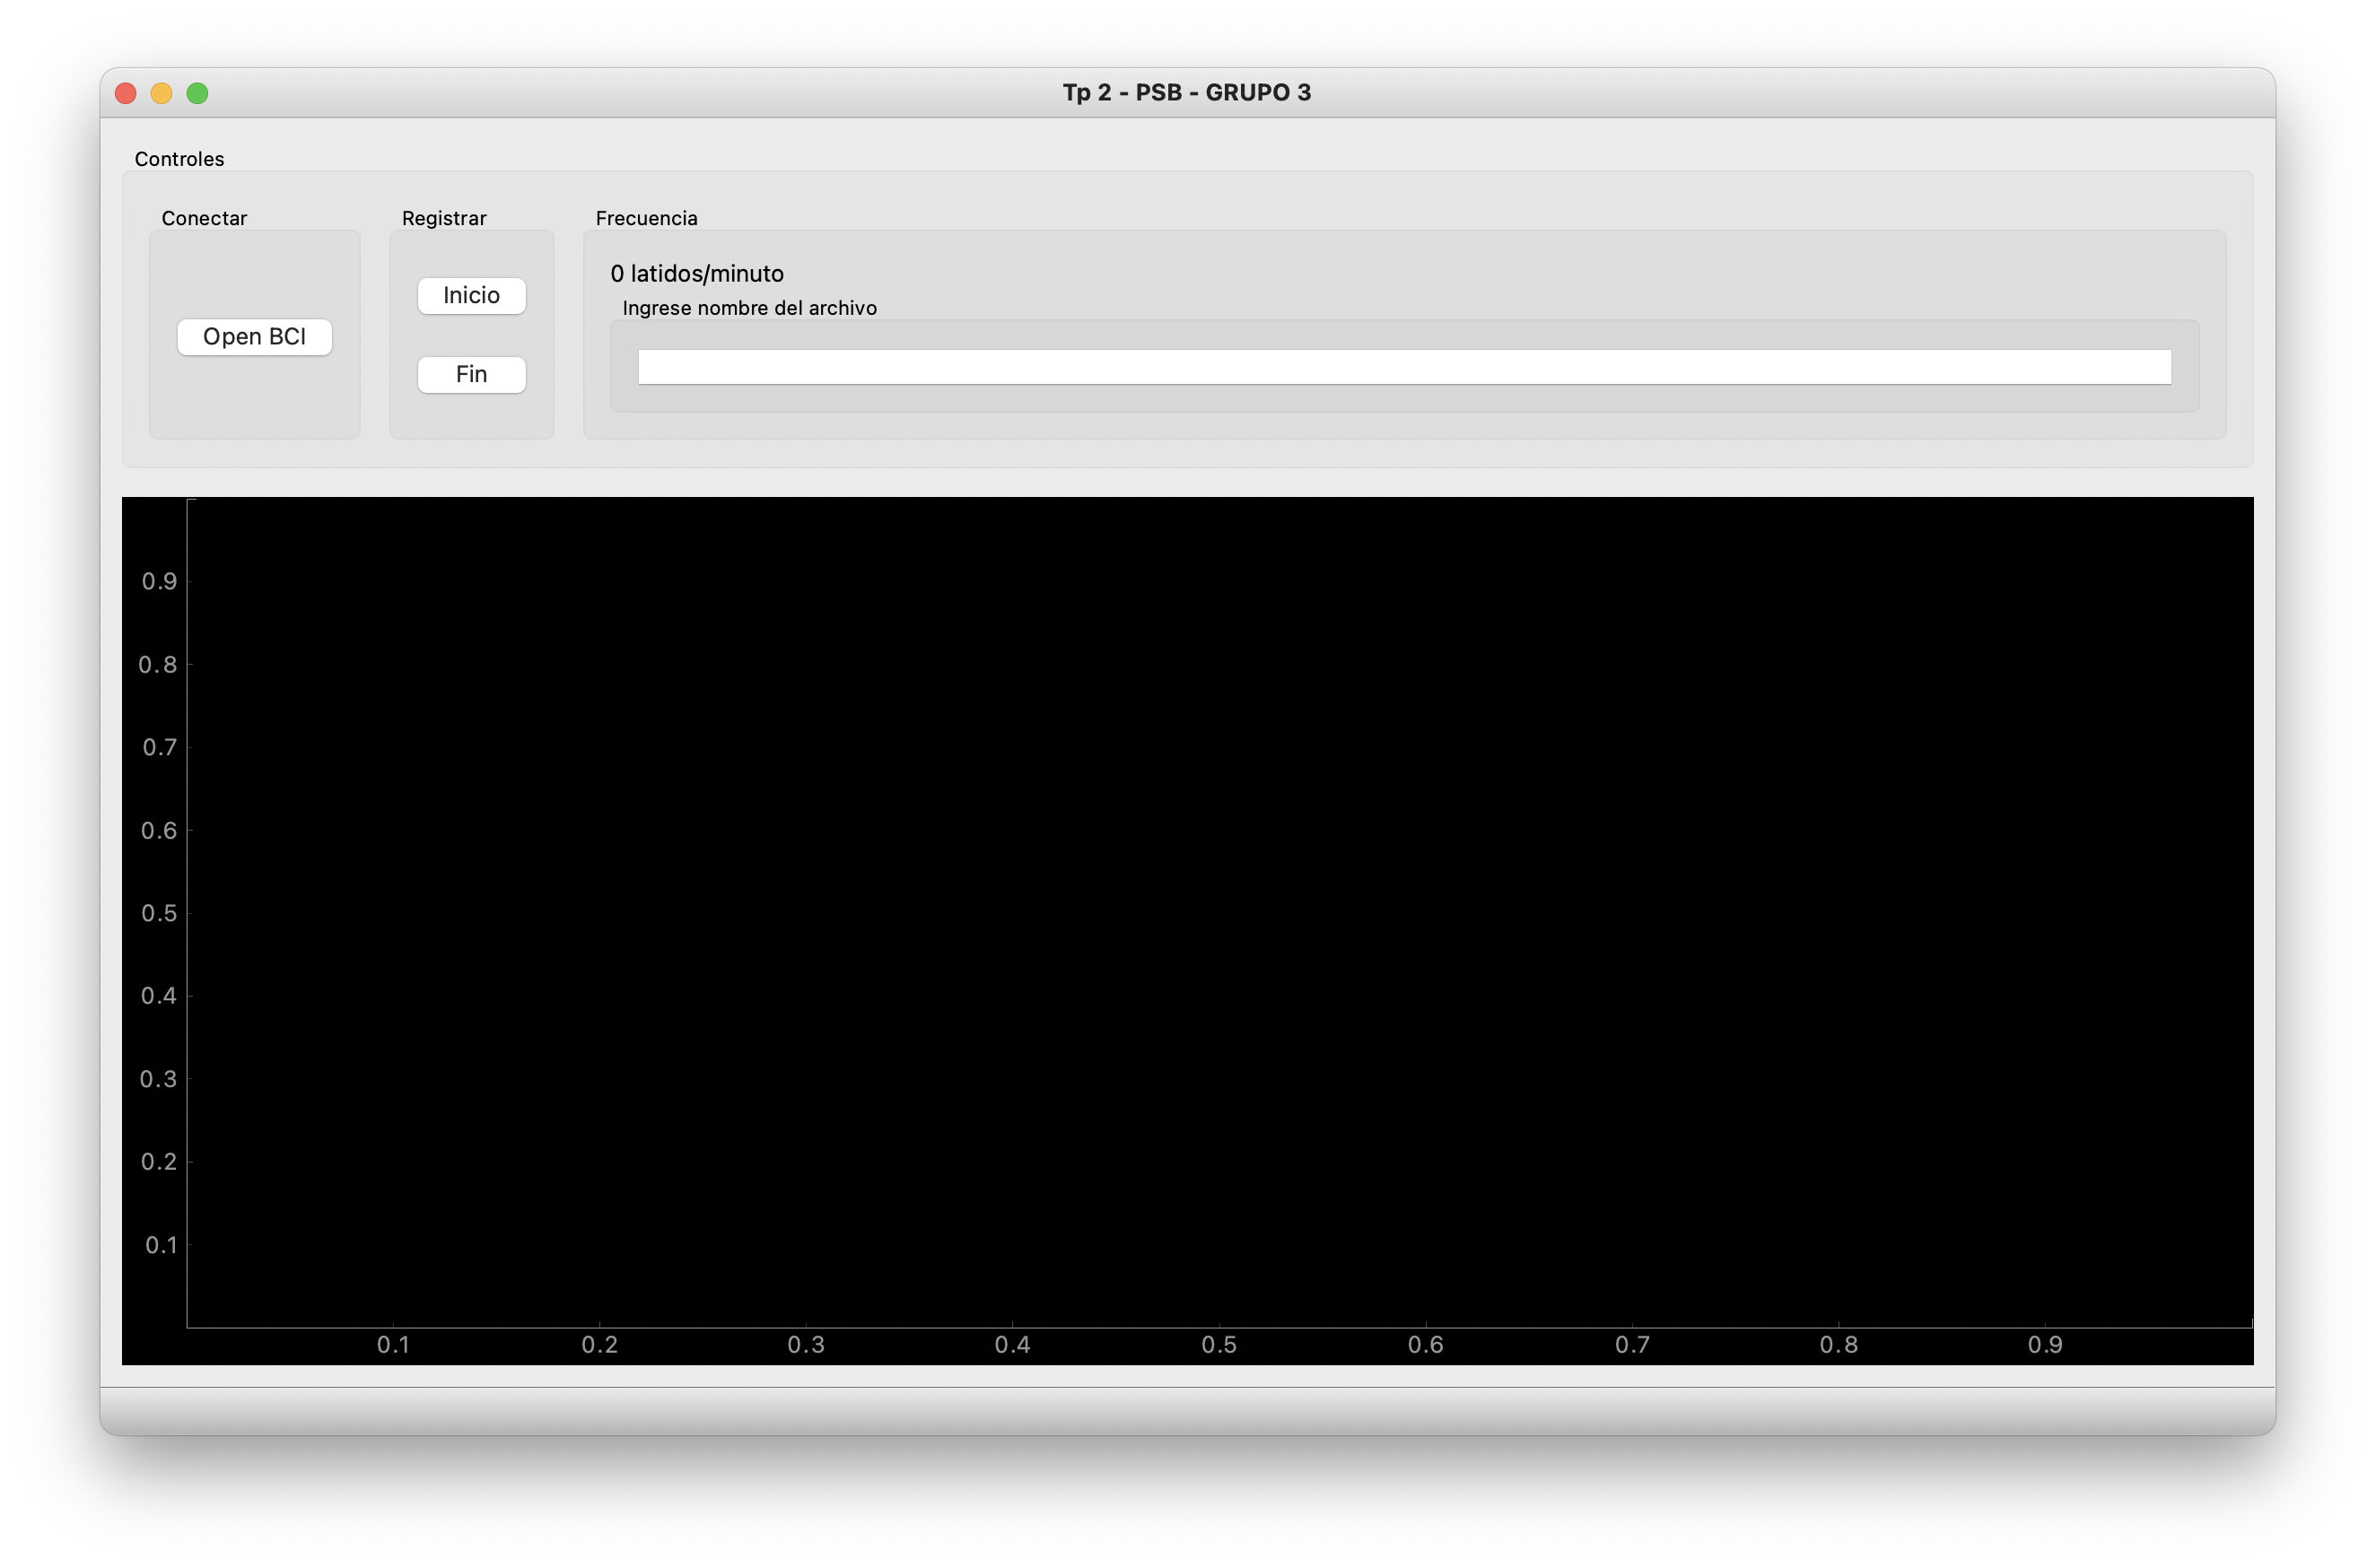 Tp 2 - PSB - GRUPO 3
Controles
Conectar
Registrar
Frecuencia
Open BCI
Inicio
Fin
0 latidos/minuto
Ingrese nombre del archivo
0.9
0.8
0.7
0.6
0.5
0.4
0.3
0.2
0.1
0.1 0.2 0.3 0.4 0.5 0.6 0.7 0.8 0.9